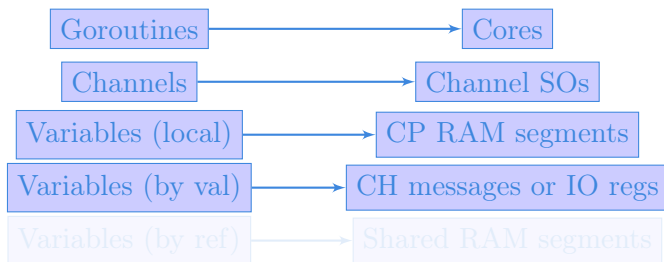 Goroutines Cores
Channels Channel SOs
Variables (local) CP RAM segments
Variables (by val) CH messages or IO regs
Variables (by ref) Shared RAM segments